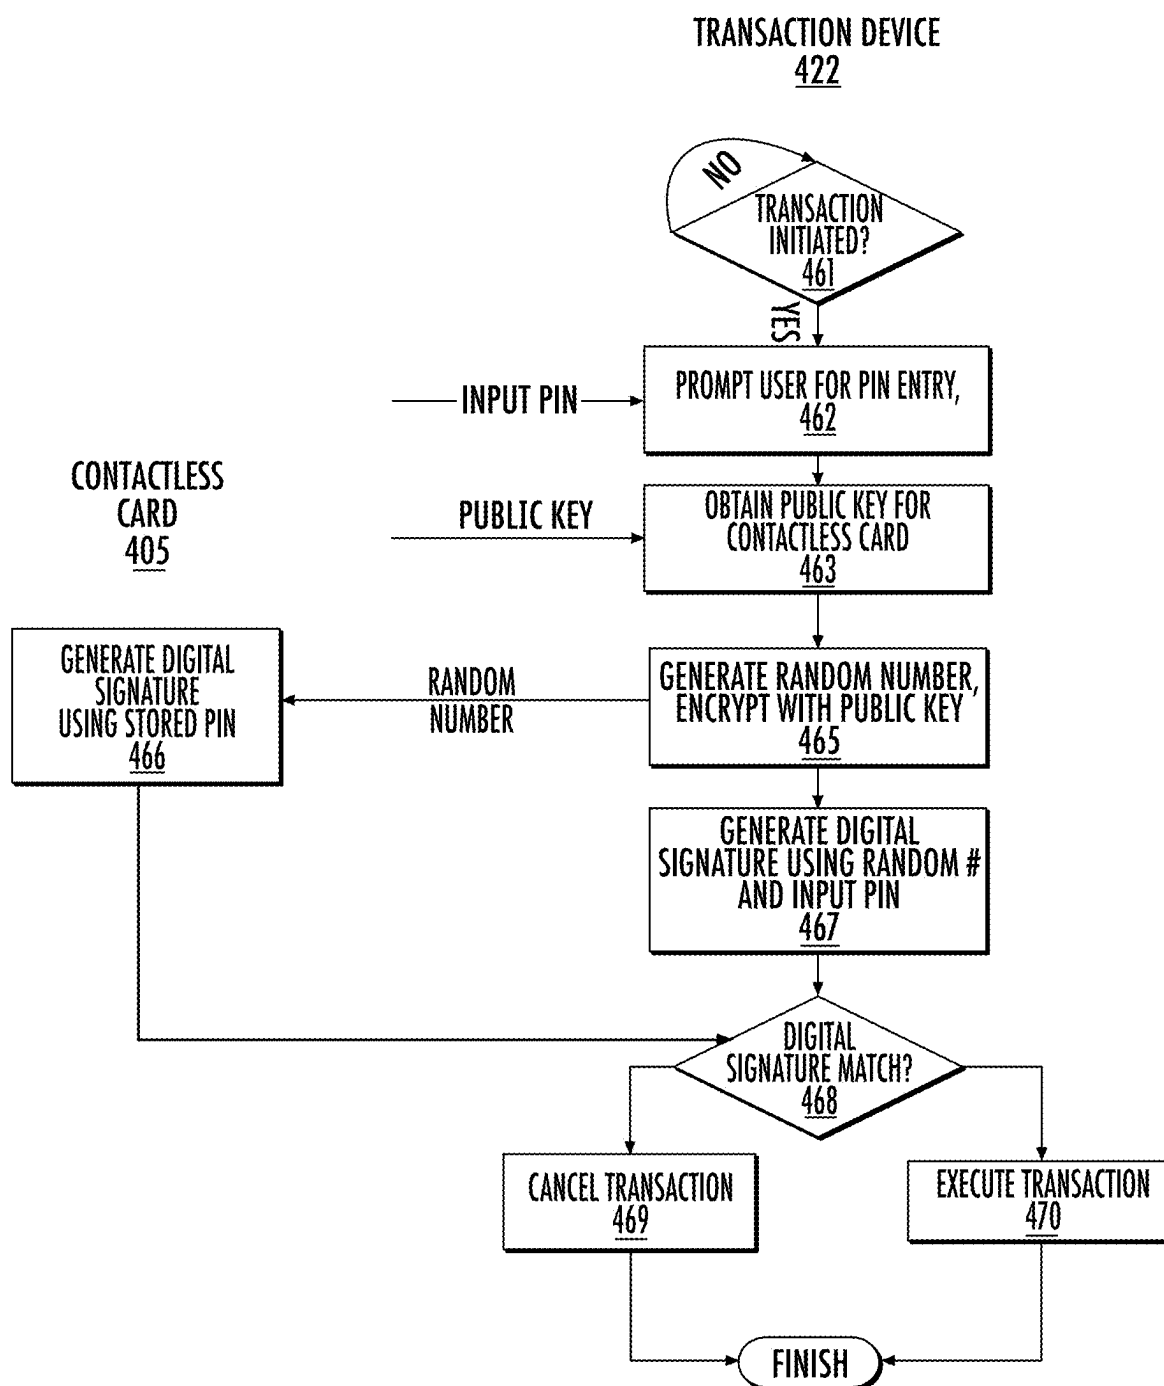 TRANSACTION DEVICE
422
NO
TRANSACTION
INITIATED?
461
YES
INPUT PIN
PROMPT USER FOR PIN ENTRY,
462
CONTACTLESS
CARD
405
PUBLIC KEY
OBTAIN PUBLIC KEY FOR
CONTACTLESS CARD
463
GENERATE DIGITAL
SIGNATURE
USING STORED PIN
466
RANDOM
NUMBER
GENERATE RANDOM NUMBER,
ENCRYPT WITH PUBLIC KEY
465
GENERATE DIGITAL
SIGNATURE USING RANDOM #
AND INPUT PIN
467
DIGITAL
SIGNATURE MATCH?
468
CANCEL TRANSACTION
469
EXECUTE TRANSACTION
470
FINISH